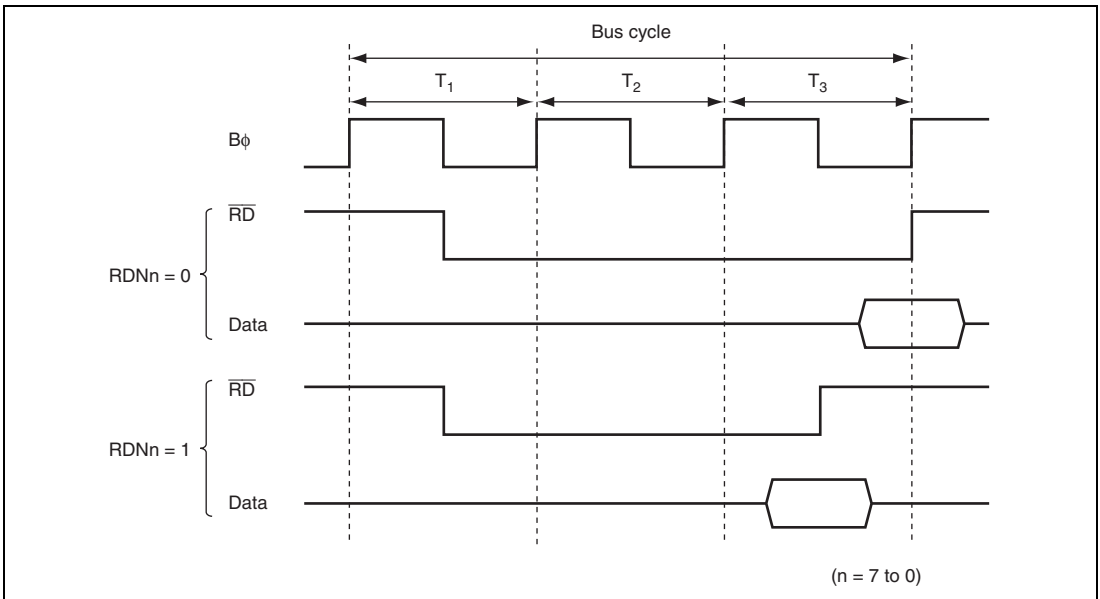 Bus cycle
T1 T2 T3
Bϕ
RD
RDNn = 0
Data
RD
RDNn = 1
Data
(n = 7 to 0)